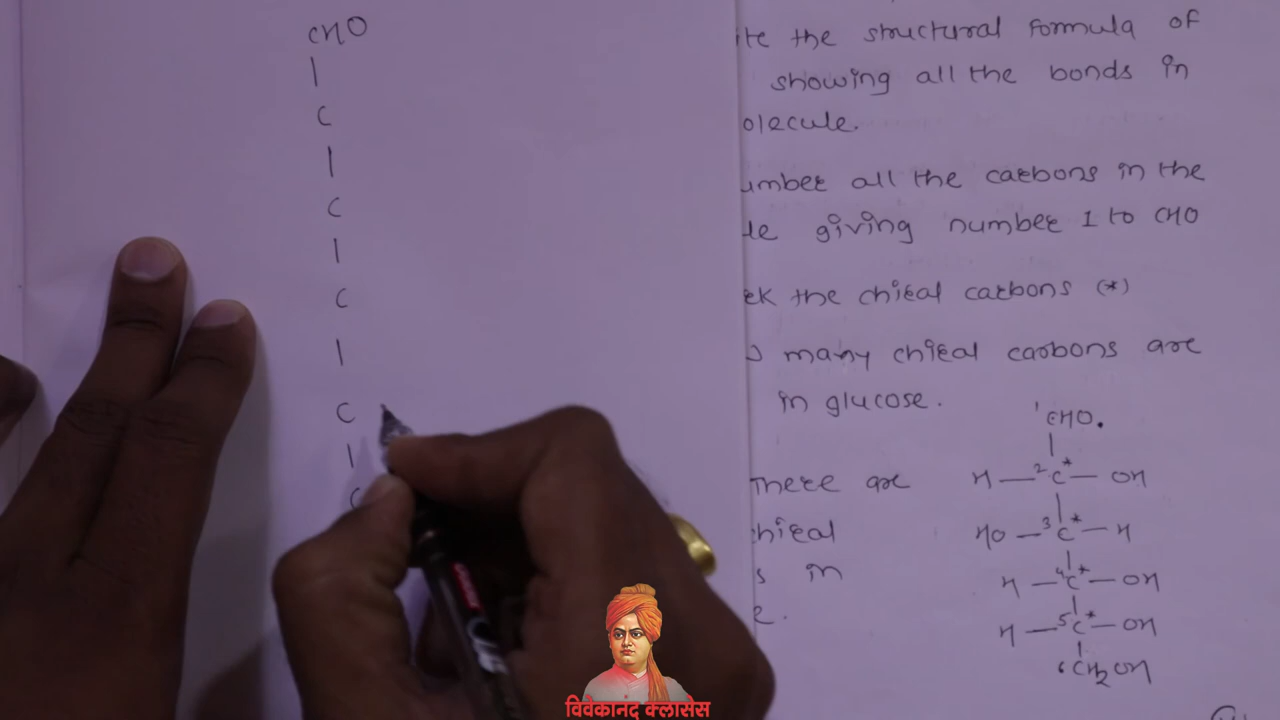 CHO
|
C
|
C
|
C
|
C
|
C
ite the structural formula of
showing all the bonds in
olecule.
umber all the carbons in the
le giving number 1 to CHO
rk the chiral carbons (*)
many chiral carbons are
in glucose.
There are
chiral
s in
e.
1CHO.
|
H — 2C* — OH
|
HO — 3C* — H
|
H — 4C* — OH
|
H — 5C* — OH
|
6CH2OH
विवेकानंद क्लासेस